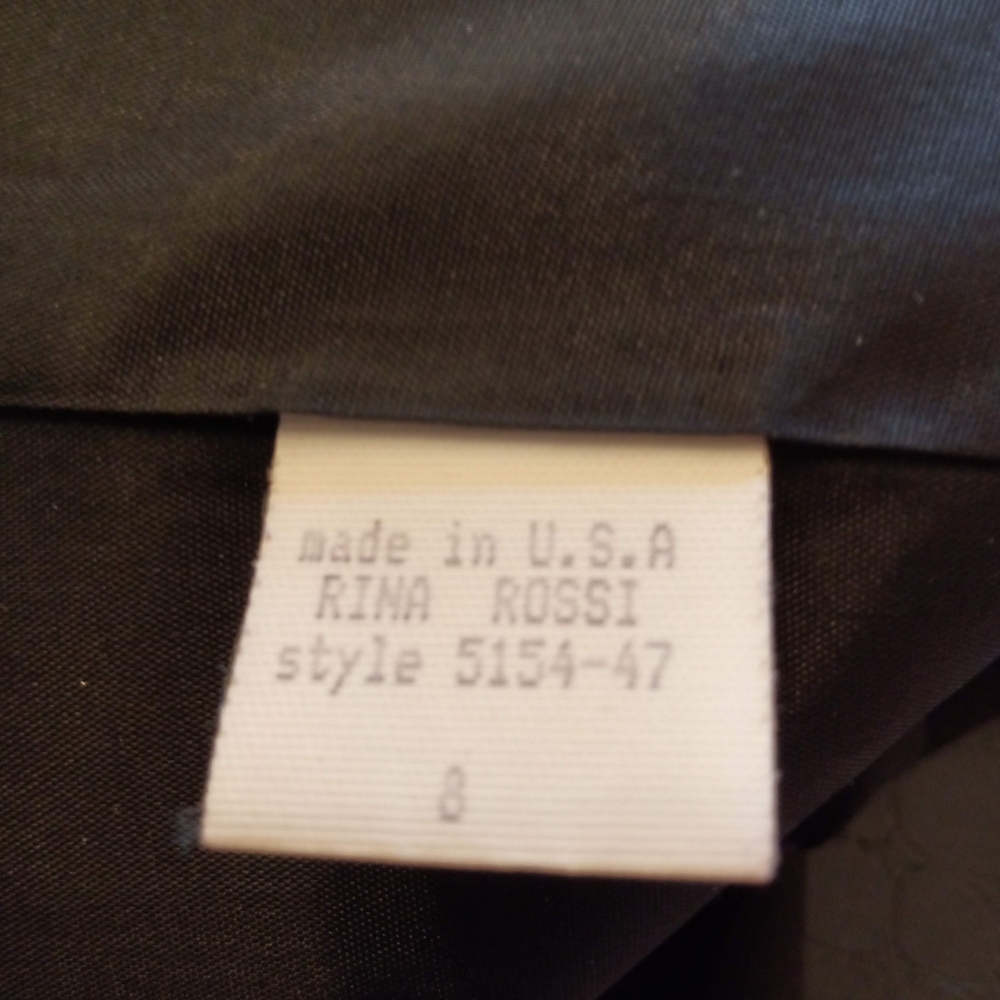 made in U.S.A
RINA ROSSI
style 5154-47
8